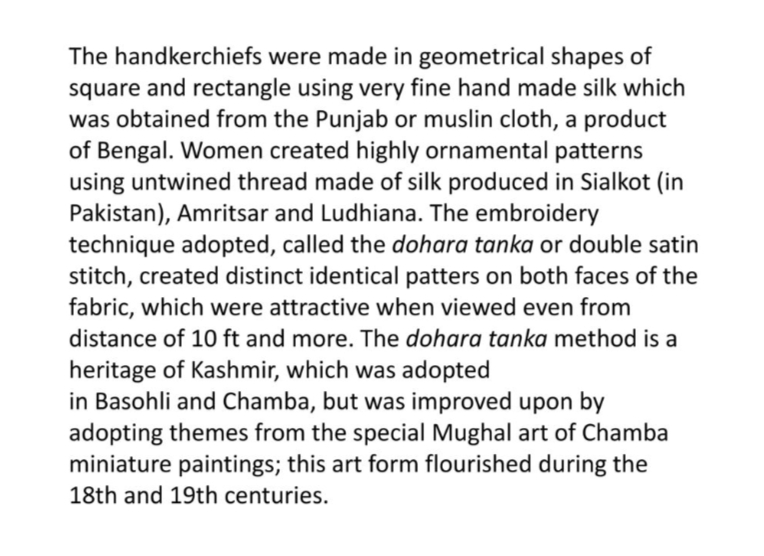 The handkerchiefs were made in geometrical shapes of
square and rectangle using very fine hand made silk which
was obtained from the Punjab or muslin cloth, a product
of Bengal. Women created highly ornamental patterns
using untwined thread made of silk produced in Sialkot (in
Pakistan), Amritsar and Ludhiana. The embroidery
technique adopted, called the dohara tanka or double satin
stitch, created distinct identical patters on both faces of the
fabric, which were attractive when viewed even from
distance of 10 ft and more. The dohara tanka method is a
heritage of Kashmir, which was adopted
in Basohli and Chamba, but was improved upon by
adopting themes from the special Mughal art of Chamba
miniature paintings; this art form flourished during the
18th and 19th centuries.